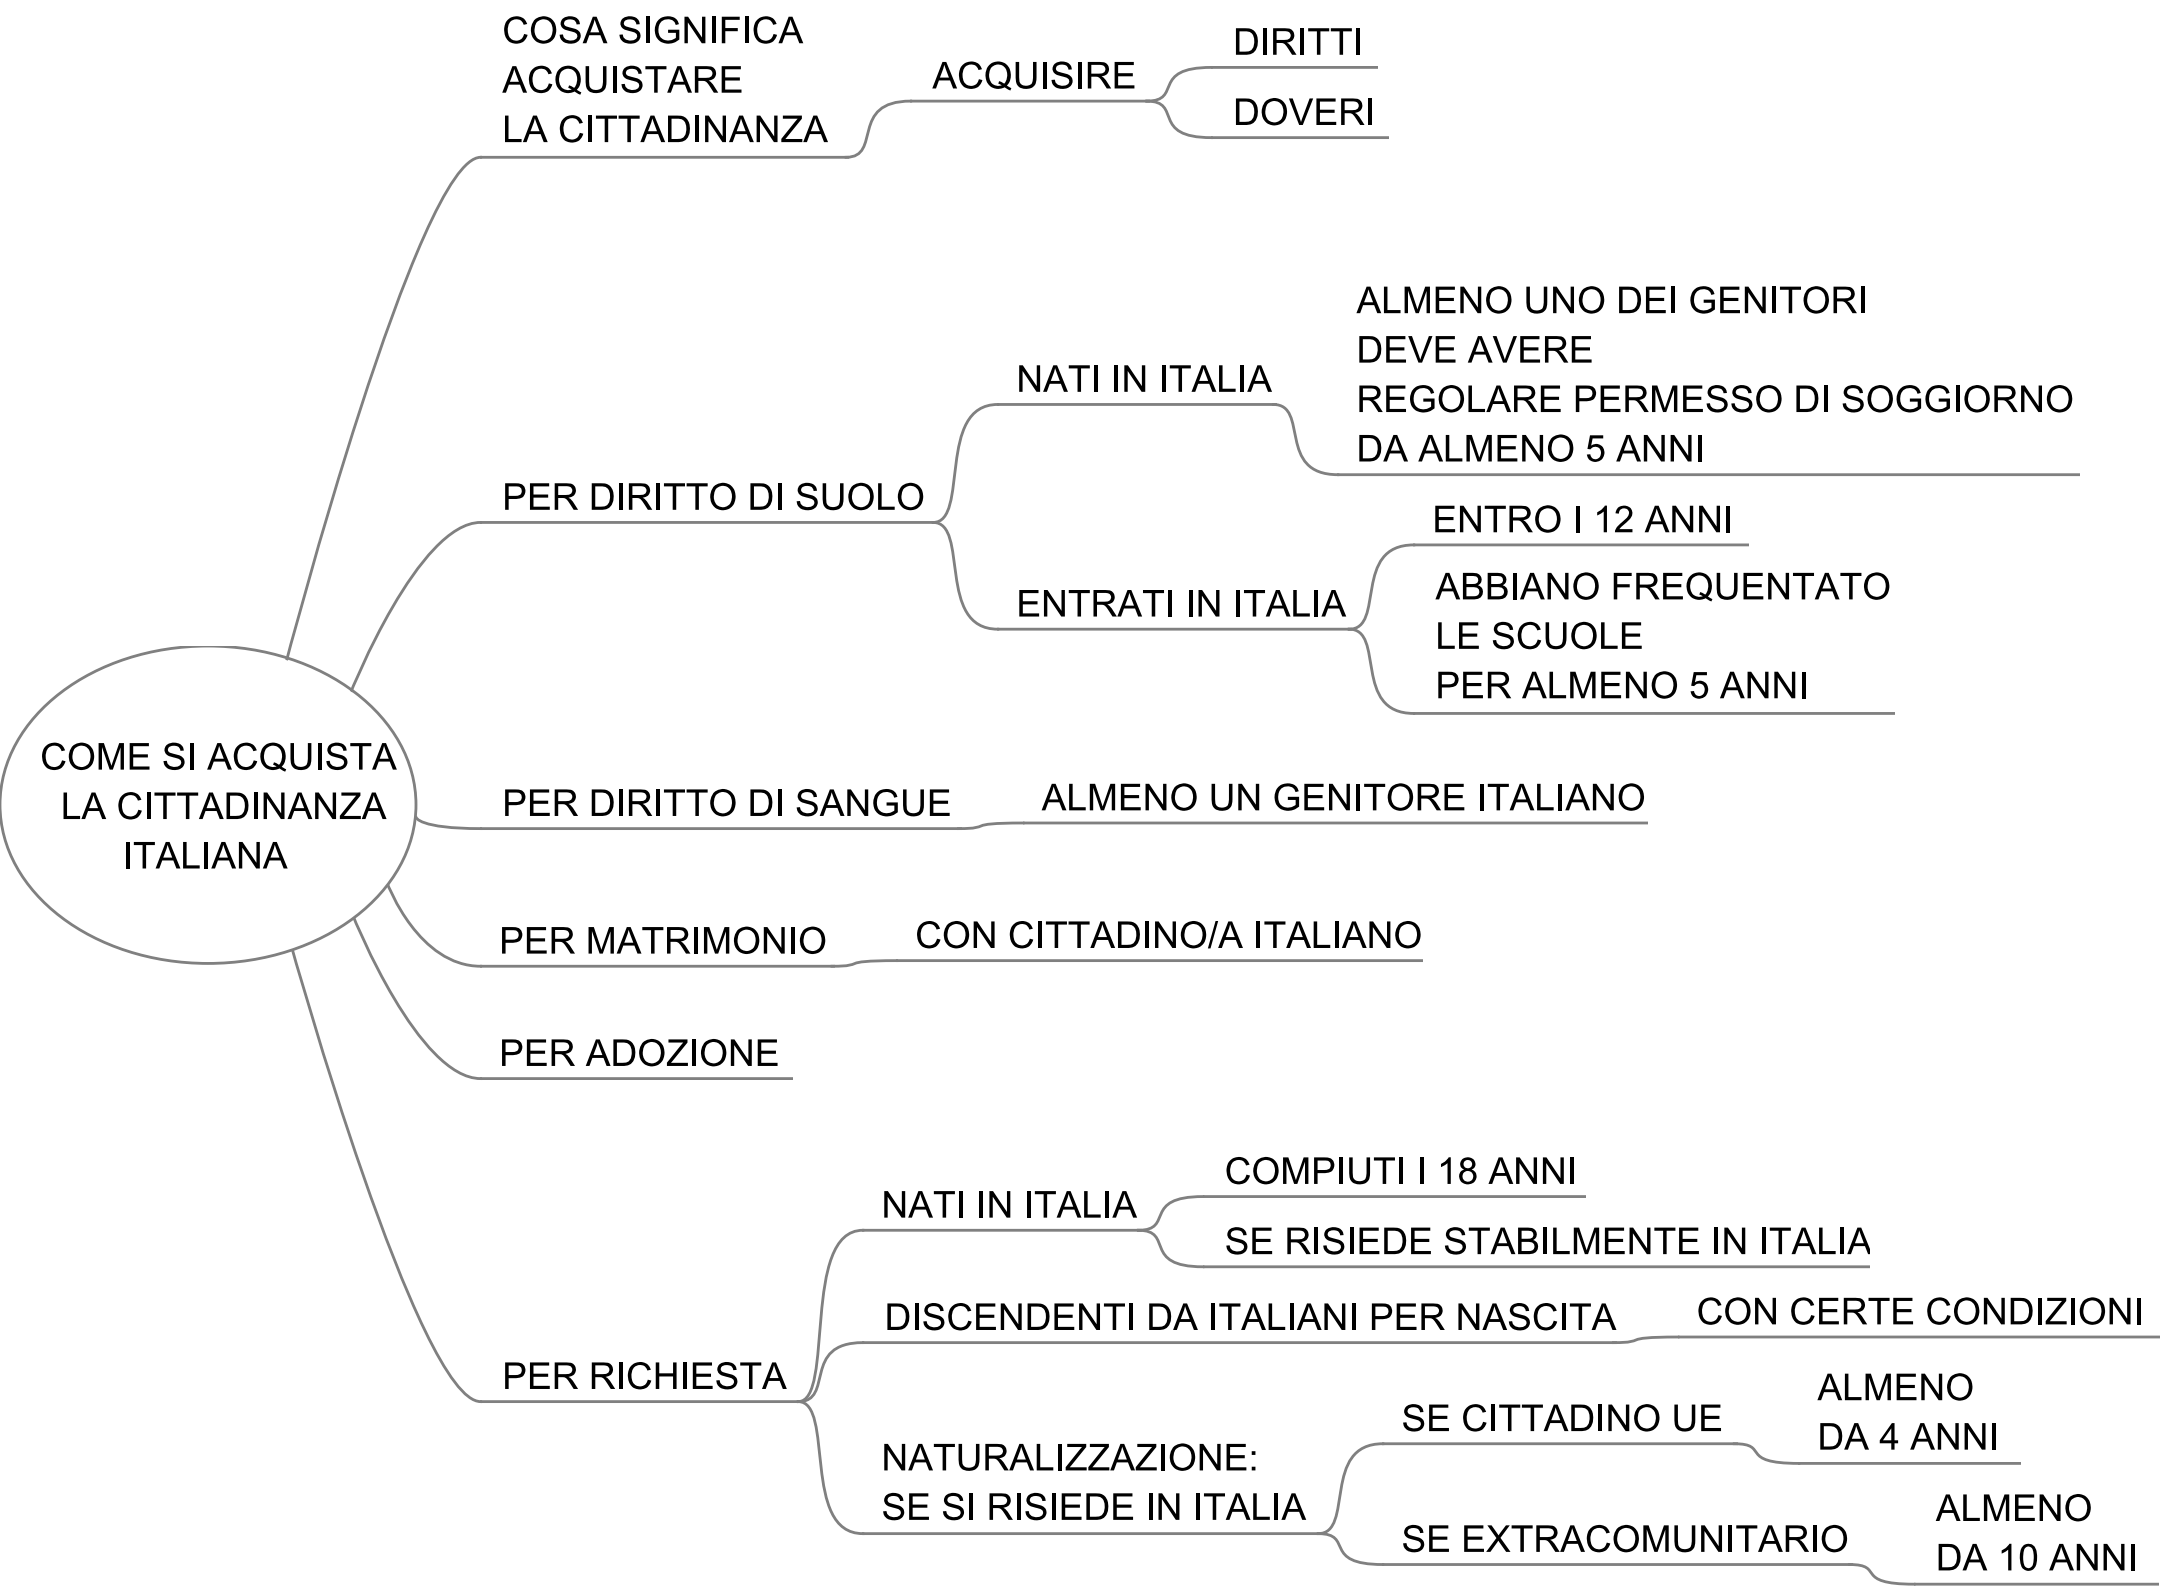 COSA SIGNIFICA
ACQUISTARE
LA CITTADINANZA
ACQUISIRE
DIRITTI
DOVERI
ALMENO UNO DEI GENITORI
DEVE AVERE
REGOLARE PERMESSO DI SOGGIORNO
DA ALMENO 5 ANNI
NATI IN ITALIA
PER DIRITTO DI SUOLO
ENTRO I 12 ANNI
ENTRATI IN ITALIA
ABBIANO FREQUENTATO
LE SCUOLE
PER ALMENO 5 ANNI
COME SI ACQUISTA
LA CITTADINANZA
ITALIANA
PER DIRITTO DI SANGUE
ALMENO UN GENITORE ITALIANO
PER MATRIMONIO
CON CITTADINO/A ITALIANO
PER ADOZIONE
PER RICHIESTA
NATI IN ITALIA
COMPIUTI I 18 ANNI
SE RISIEDE STABILMENTE IN ITALIA
DISCENDENTI DA ITALIANI PER NASCITA
CON CERTE CONDIZIONI
NATURALIZZAZIONE:
SE SI RISIEDE IN ITALIA
SE CITTADINO UE
ALMENO
DA 4 ANNI
SE EXTRACOMUNITARIO
ALMENO
DA 10 ANNI